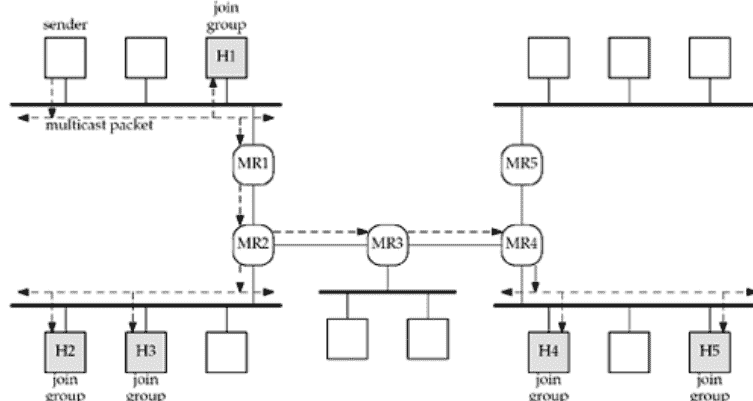 sender
join
group
H1
multicast packet
MR1
MR5
MR2
MR3
MR4
H2
H3
H4
H5
join
group
join
group
join
group
join
group